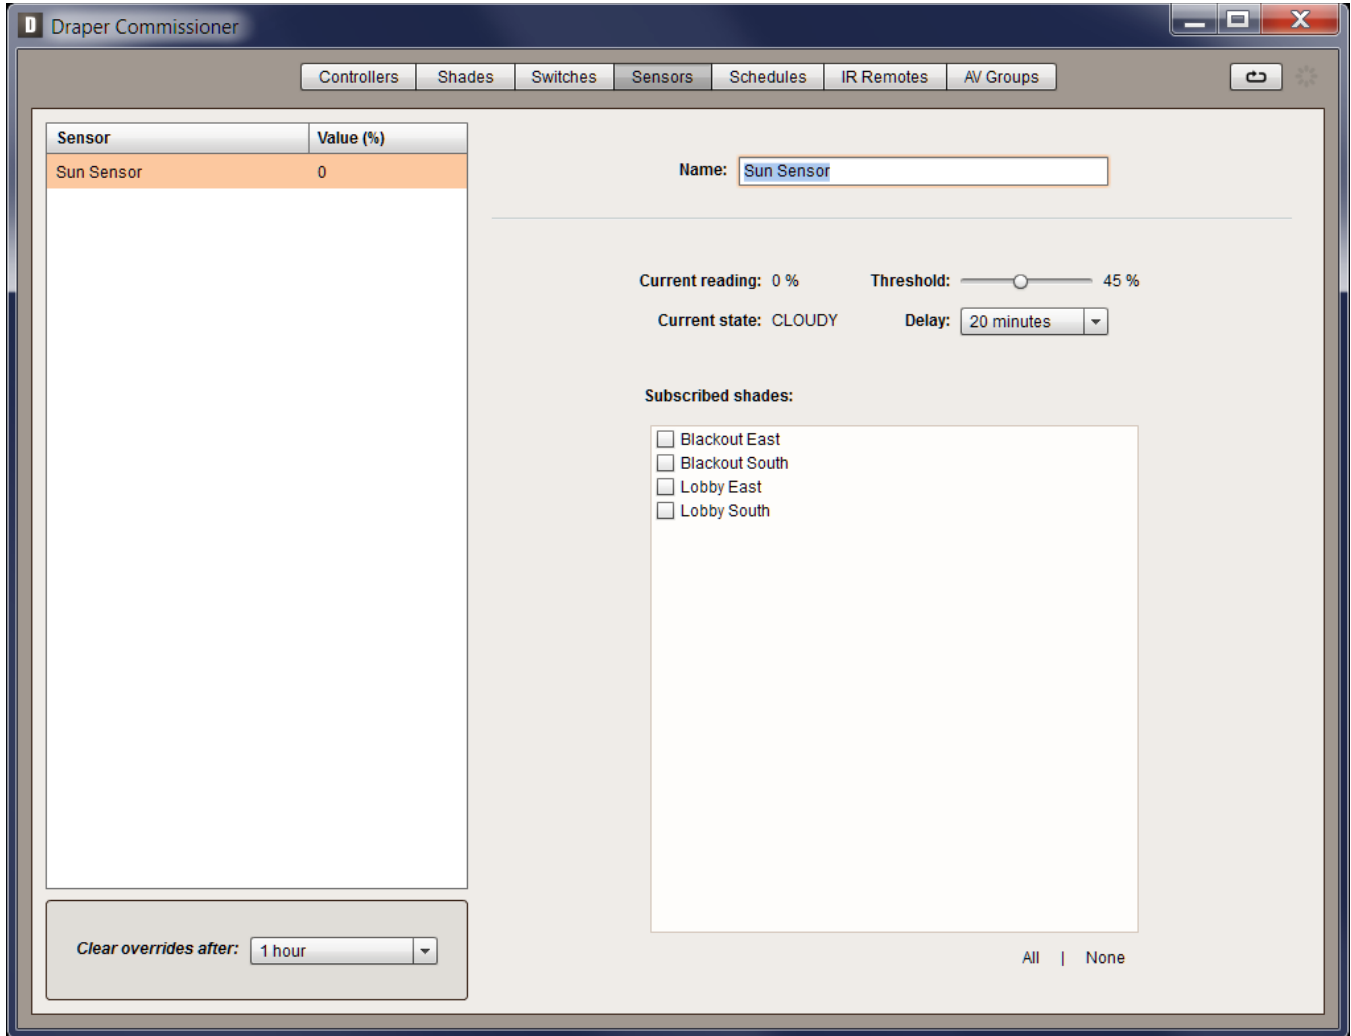 D Draper Commissioner
X
Controllers Shades Switches Sensors Schedules IR Remotes AV Groups
Sensor Value (%)
Sun Sensor 0
Name: Sun Sensor
Current reading: 0 % Threshold: 45 %
Current state: CLOUDY Delay: 20 minutes
Subscribed shades:
Blackout East
Blackout South
Lobby East
Lobby South
All | None
Clear overrides after: 1 hour